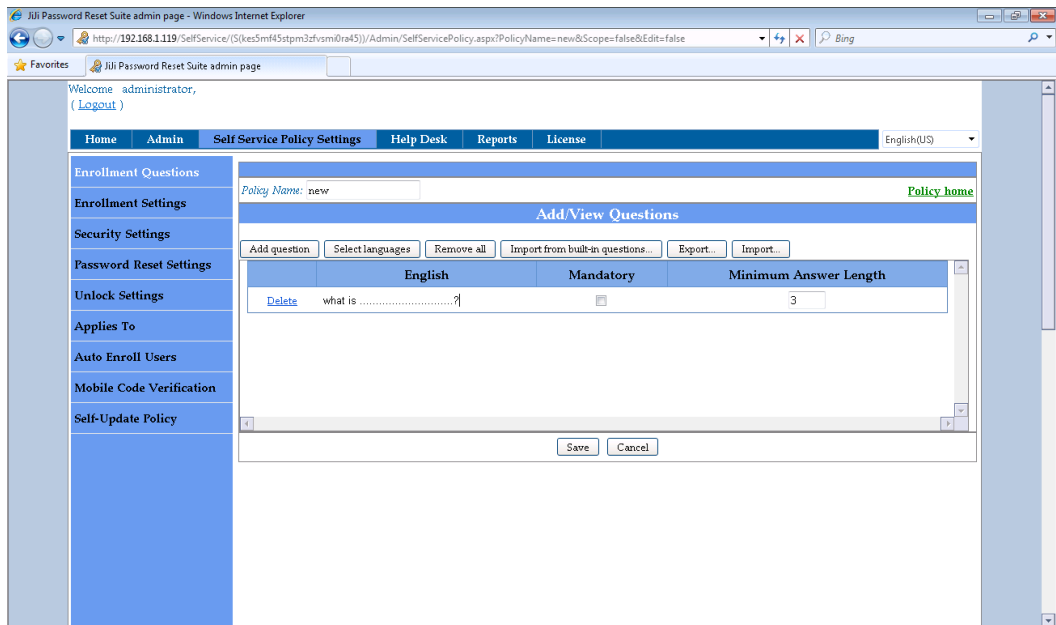 JiJi Password Reset Suite admin page - Windows Internet Explorer
http://192.168.1.119/SelfService/(S(kes5mf45stpm3zfvsmi0ra45))/Admin/SelfServicePolicy.aspx?PolicyName=new&Scope=false&Edit=false
Bing
Favorites
JiJi Password Reset Suite admin page
Welcome administrator,
( Logout )
Home Admin Self Service Policy Settings Help Desk Reports License
English(US)
Enrollment Questions
Enrollment Settings
Security Settings
Password Reset Settings
Unlock Settings
Applies To
Auto Enroll Users
Mobile Code Verification
Self-Update Policy
Policy Name: new
Policy home
Add/View Questions
Add question Select languages Remove all Import from built-in questions... Export... Import...
English Mandatory Minimum Answer Length
Delete what is .............................? 3
Save Cancel